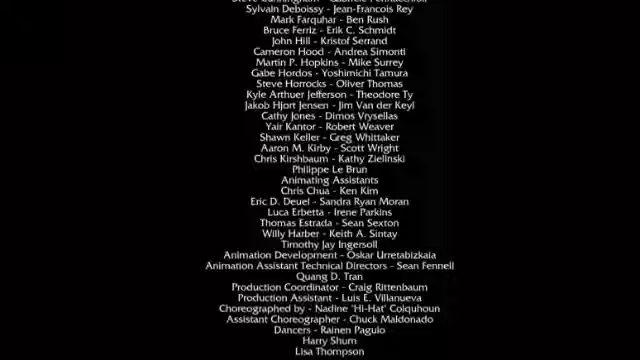 Sylvain Deboissy - Jean-Francois Rey
Mark Farquhar - Ben Rush
Bruce Ferriz - Erik C. Schmidt
John Hill - Kristof Serrand
Cameron Hood - Andrea Simonti
Martin P. Hopkins - Mike Surrey
Gabe Hordos - Yoshimichi Tamura
Steve Horrocks - Oliver Thomas
Kyle Arthuer Jefferson - Theodore Ty
Jakob Hjort Jensen - Jim Van der Keyl
Cathy Jones - Dimos Vrysellas
Yair Kantor - Robert Weaver
Shawn Keller - Greg Whittaker
Aaron M. Kirby - Scott Wright
Chris Kirshbaum - Kathy Zielinski
Philippe Le Brun
Animating Assistants
Chris Chua - Ken Kim
Eric D. Deuel - Sandra Ryan Moran
Luca Erbetta - Irene Parkins
Thomas Estrada - Sean Sexton
Willy Harber - Keith A. Sintay
Timothy Jay Ingersoll
Animation Development - Oskar Urretabizkaia
Animation Assistant Technical Directors - Sean Fennell
Quang D. Tran
Production Coordinator - Craig Rittenbaum
Production Assistant - Luis E. Villanueva
Choreographed by - Nadine 'Hi-Hat' Colquhoun
Assistant Choreographer - Chuck Maldonado
Dancers - Rainen Paguio
Harry Shum
Lisa Thompson